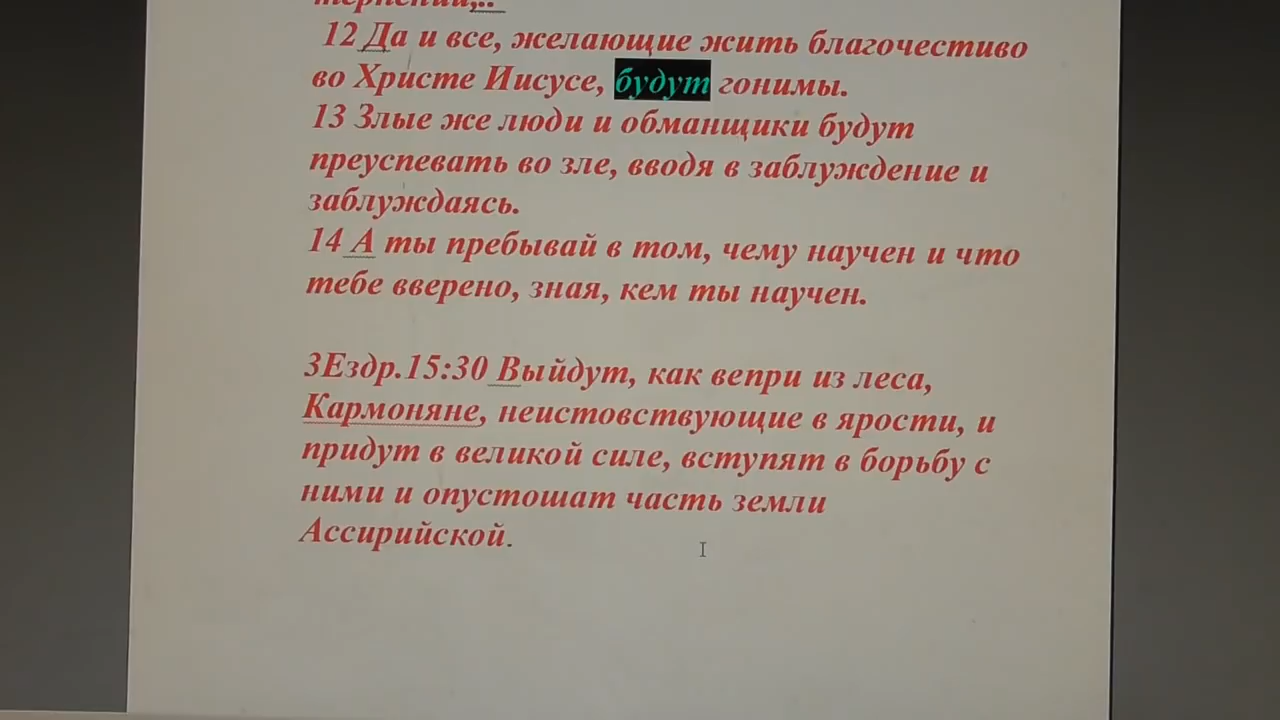 терпении,..
12 Да и все, желающие жить благочестиво
во Христе Иисусе, будут гонимы.
13 Злые же люди и обманщики будут
преуспевать во зле, вводя в заблуждение и
заблуждаясь.
14 А ты пребывай в том, чему научен и что
тебе вверено, зная, кем ты научен.
3Ездр.15:30 Выйдут, как вепри из леса,
Кармоняне, неистовствующие в ярости, и
придут в великой силе, вступят в борьбу с
ними и опустошат часть земли
Ассирийской.